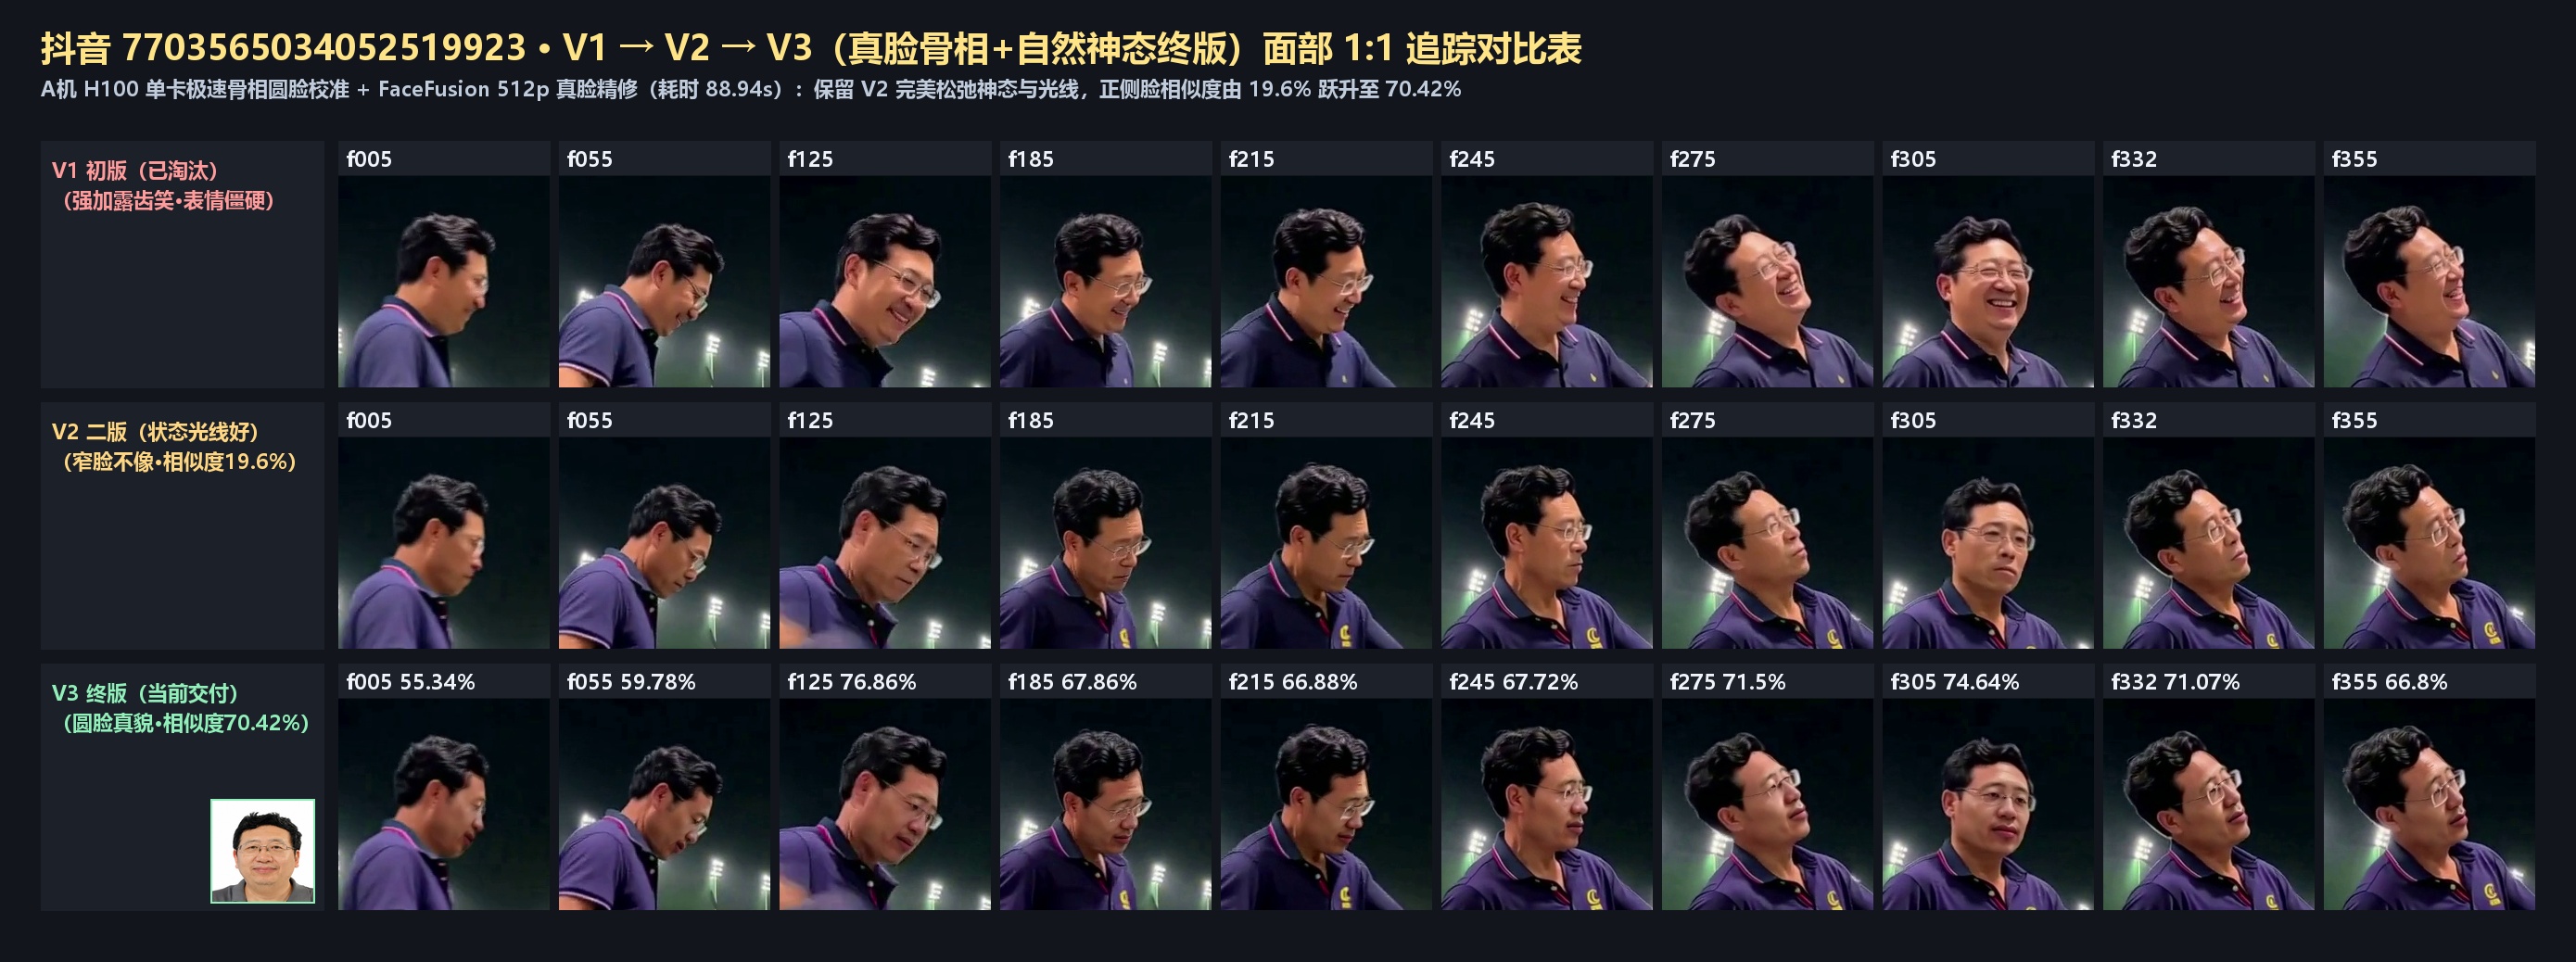 抖音 7703565034052519923 • V1 → V2 → V3（真脸骨相+自然神态终版）面部 1:1 追踪对比表
A机 H100 单卡极速骨相圆脸校准 + FaceFusion 512p 真脸精修（耗时 88.94s）：保留 V2 完美松弛神态与光线，正侧脸相似度由 19.6% 跃升至 70.42%
V1 初版（已淘汰）
（强加露齿笑•表情僵硬）
f005
f055
f125
f185
f215
f245
f275
f305
f332
f355
V2 二版（状态光线好）
（窄脸不像•相似度19.6%）
f005
f055
f125
f185
f215
f245
f275
f305
f332
f355
V3 终版（当前交付）
（圆脸真貌•相似度70.42%）
f005 55.34%
f055 59.78%
f125 76.86%
f185 67.86%
f215 66.88%
f245 67.72%
f275 71.5%
f305 74.64%
f332 71.07%
f355 66.8%